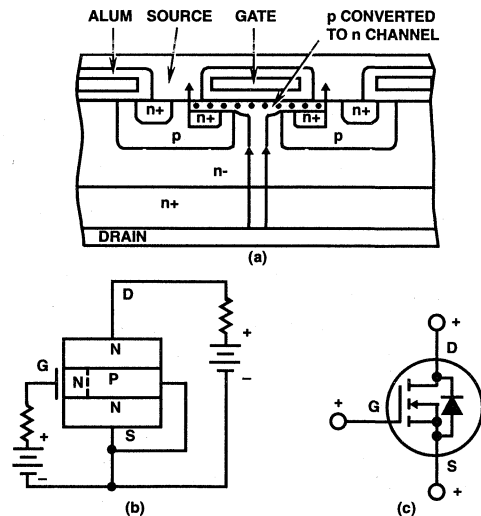 ALUM SOURCE GATE p CONVERTED
TO n CHANNEL
n+ n+ n+ n+
p p
n-
n+
DRAIN
(a)
D
N
G
N P
N
S
+
−
+
−
(b)
+
D
+
G
S
+
(c)